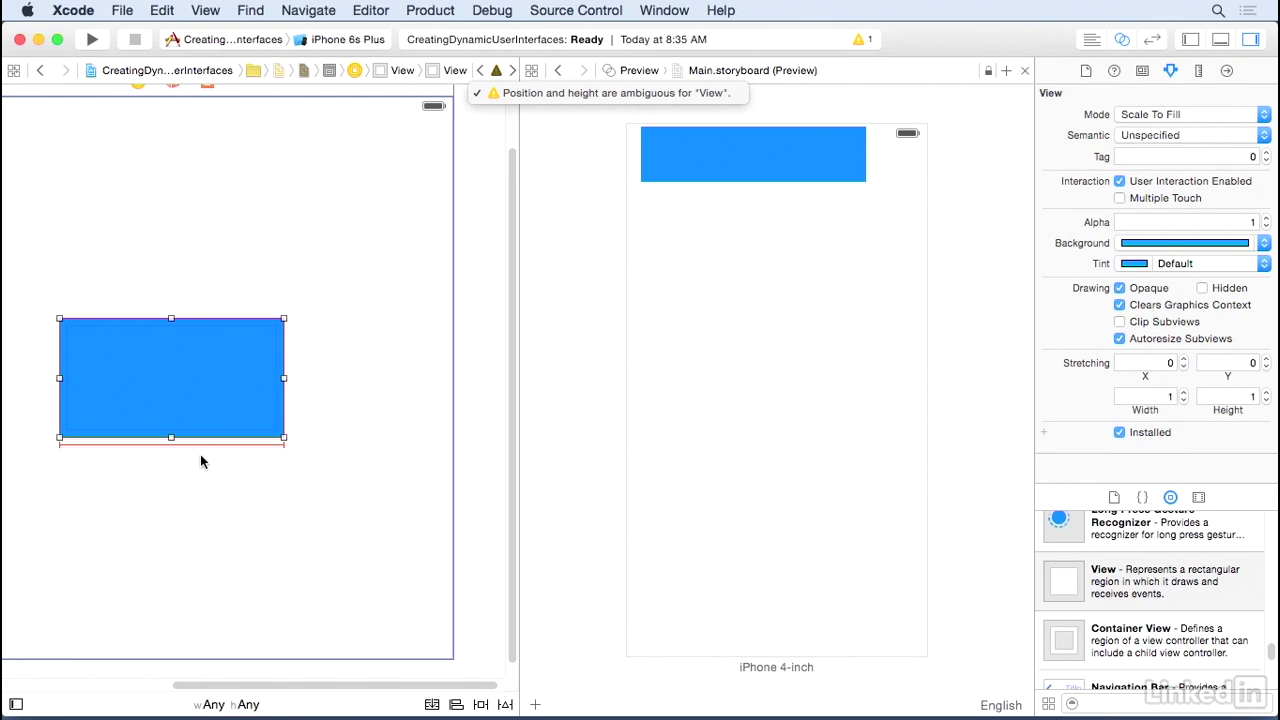 Xcode File Edit View Find Navigate Editor Product Debug Source Control Window Help
Creating...nterfaces iPhone 6s Plus CreatingDynamicUserInterfaces: Ready | Today at 8:35 AM 1
CreatingDyn...erInterfaces View View Preview Main.storyboard (Preview)
Position and height are ambiguous for "View".
View
Mode Scale To Fill
Semantic Unspecified
Tag 0
Interaction User Interaction Enabled
Multiple Touch
Alpha 1
Background
Tint Default
Drawing Opaque Hidden
Clears Graphics Context
Clip Subviews
Autoresize Subviews
Stretching 0 0
X Y
1 1
Width Height
Installed
Long Press Gesture
Recognizer - Provides a
recognizer for long press gestur...
View - Represents a rectangular
region in which it draws and
receives events.
Container View - Defines a
region of a view controller that can
include a child view controller.
Navigation Bar - Provides a
iPhone 4-inch
wAny hAny
English
Linked in